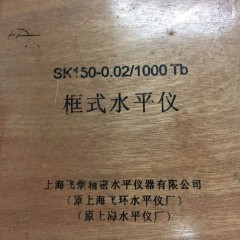 SK150-0.02/1000 Tb
框式水平仪
上海飞恒精密水平仪器有限公司
(原上海飞环水平仪厂)
(原上海水平仪厂)